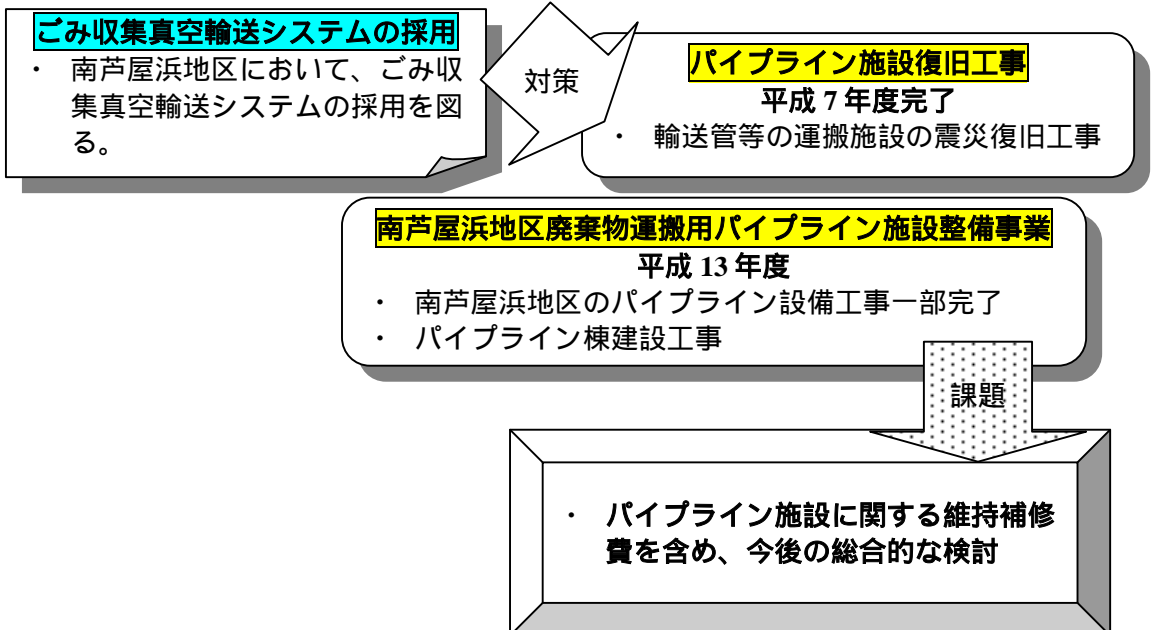 ごみ収集真空輸送システムの採用
・ 南芦屋浜地区において、ごみ収
集真空輸送システムの採用を図
る。
対策
パイプライン施設復旧工事
平成 7 年度完了
・ 輸送管等の運搬施設の震災復旧工事
南芦屋浜地区廃棄物運搬用パイプライン施設整備事業
平成 13 年度
・ 南芦屋浜地区のパイプライン設備工事一部完了
・ パイプライン棟建設工事
課題
・ パイプライン施設に関する維持補修
費を含め、今後の総合的な検討